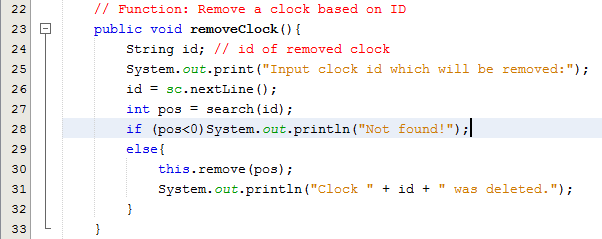 22 // Function: Remove a clock based on ID
23 public void removeClock(){
24 String id; // id of removed clock
25 System.out.print("Input clock id which will be removed:");
26 id = sc.nextLine();
27 int pos = search(id);
28 if (pos<0)System.out.println("Not found!");
29 else{
30 this.remove(pos);
31 System.out.println("Clock " + id + " was deleted.");
32 }
33 }